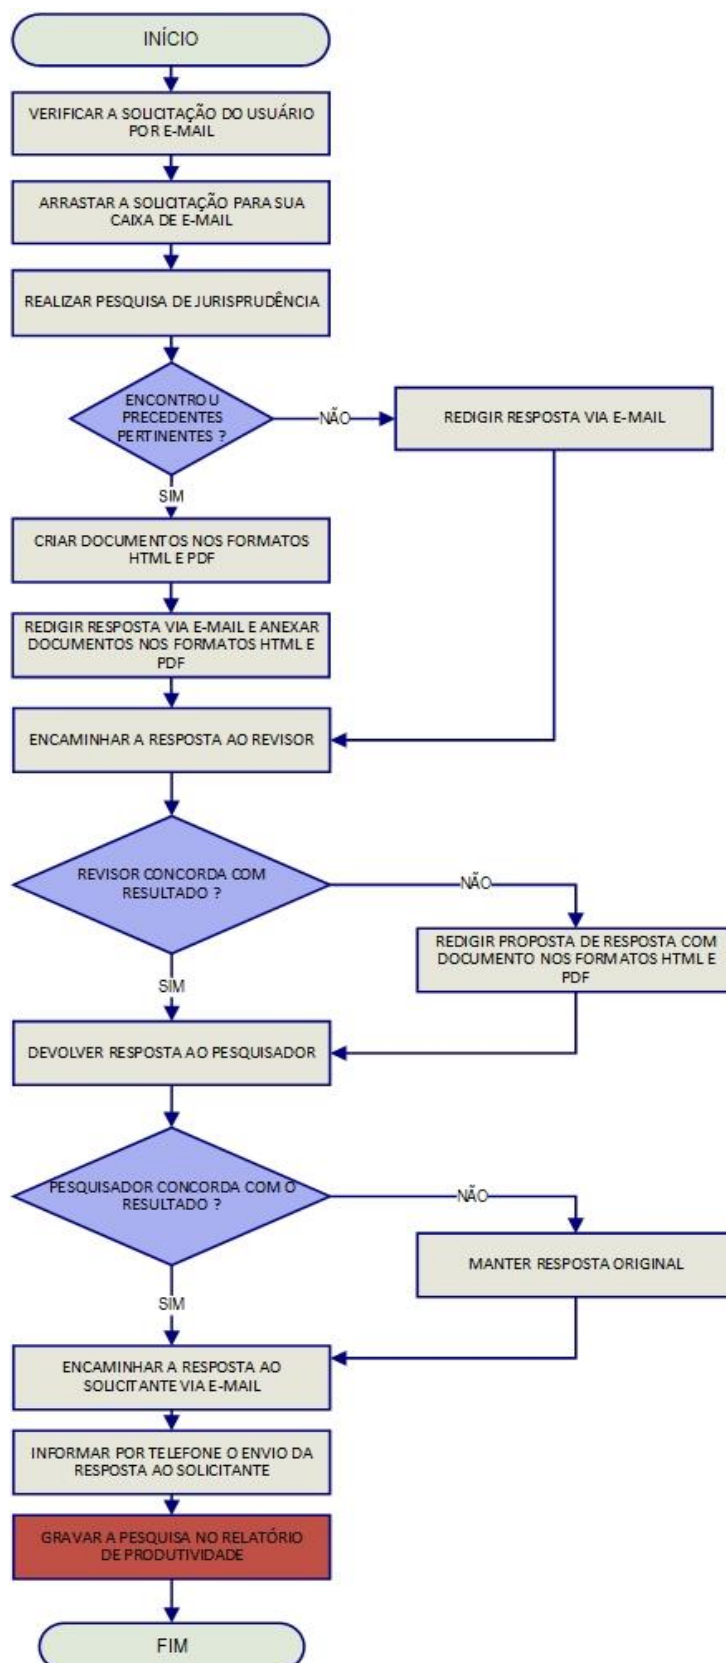 INÍCIO
VERIFICAR A SOLICITAÇÃO DO USUÁRIO
POR E-MAIL
ARRASTAR A SOLICITAÇÃO PARA SUA
CAIXA DE E-MAIL
REALIZAR PESQUISA DE JURISPRUDÊNCIA
ENCONTROU
PRECEDENTES
PERTINENTES ?
NÃO
REDIGIR RESPOSTA VIA E-MAIL
SIM
CRIAR DOCUMENTOS NOS FORMATOS
HTML E PDF
REDIGIR RESPOSTA VIA E-MAIL E ANEXAR
DOCUMENTOS NOS FORMATOS HTML E
PDF
ENCAMINHAR A RESPOSTA AO REVISOR
REVISOR CONCORDA COM
RESULTADO ?
NÃO
REDIGIR PROPOSTA DE RESPOSTA COM
DOCUMENTO NOS FORMATOS HTML E
PDF
SIM
DEVOLVER RESPOSTA AO PESQUISADOR
PESQUISADOR CONCORDA COM O
RESULTADO ?
NÃO
MANTER RESPOSTA ORIGINAL
SIM
ENCAMINHAR A RESPOSTA AO
SOLICITANTE VIA E-MAIL
INFORMAR POR TELEFONE O ENVIO DA
RESPOSTA AO SOLICITANTE
GRAVAR A PESQUISA NO RELATÓRIO
DE PRODUTIVIDADE
FIM